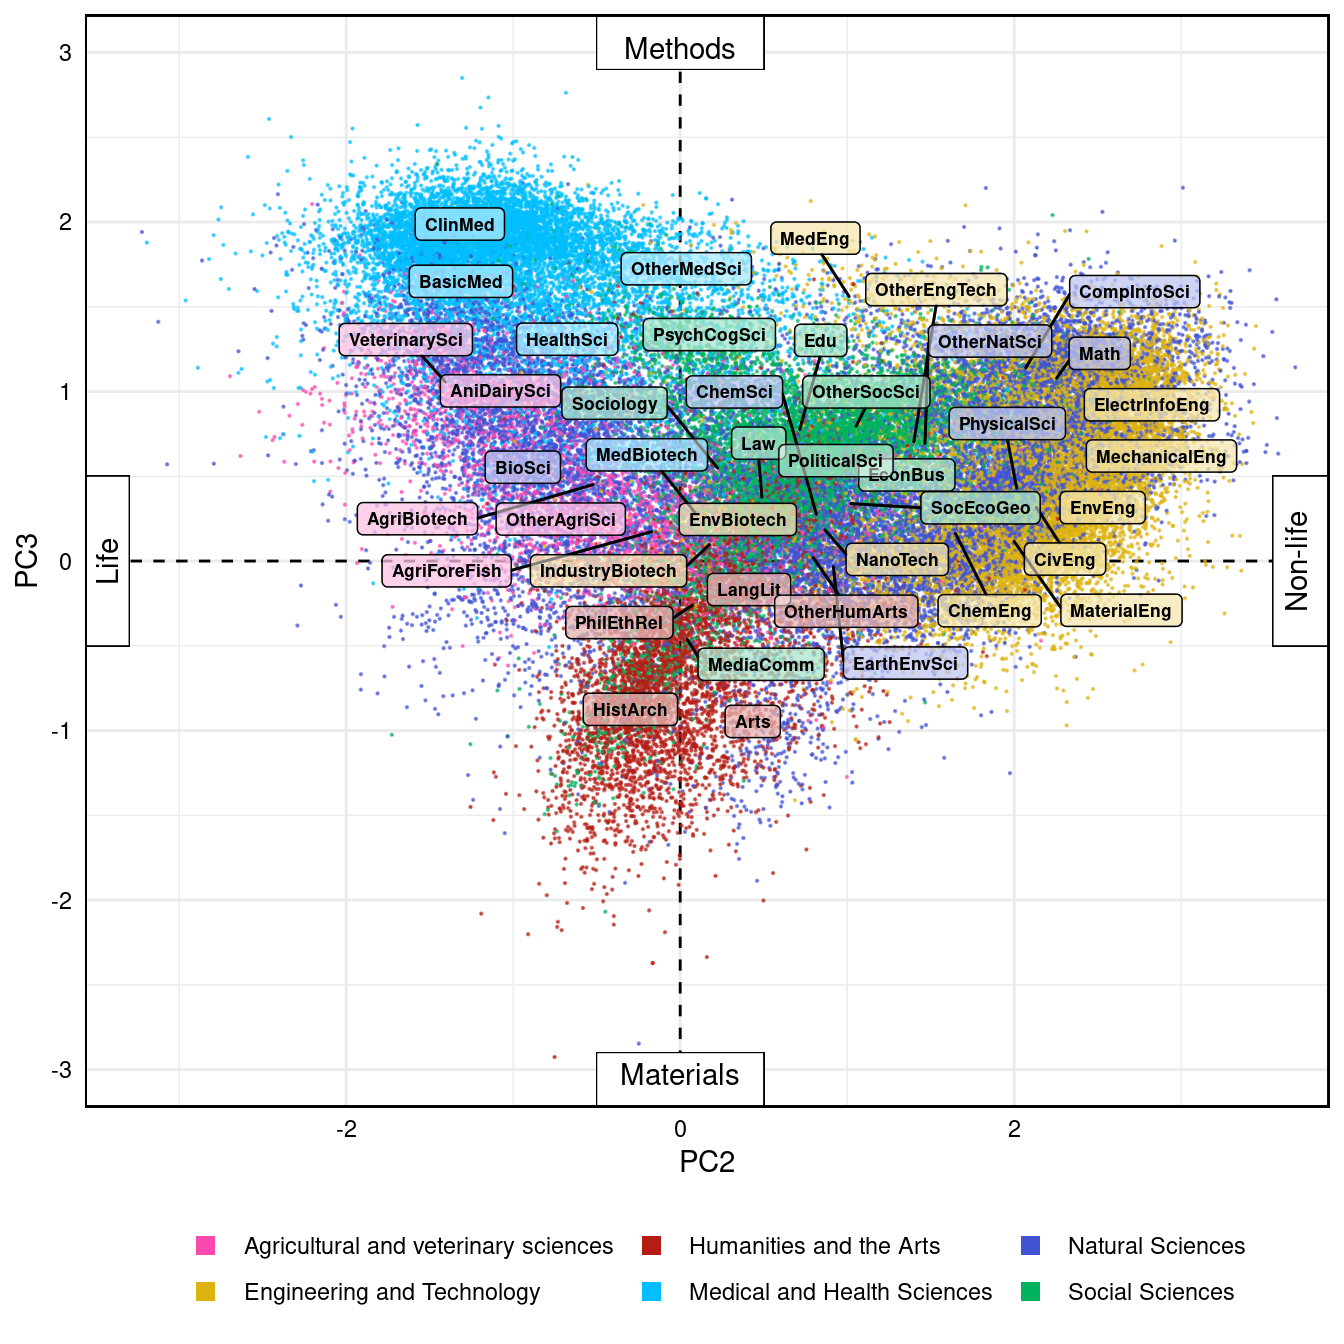 Methods
3
2
1
0
-1
-2
-3
PC3
Life
Non-life
ClinMed
MedEng
OtherMedSci
BasicMed
OtherEngTech
CompInfoSci
VeterinarySci
HealthSci
PsychCogSci
Edu
OtherNatSci
Math
AniDairySci
ChemSci
OtherSocSci
Sociology
ElectrInfoEng
PhysicalSci
Law
MedBiotech
PoliticalSci
MechanicalEng
BioSci
EconBus
AgriBiotech
OtherAgriSci
EnvBiotech
SocEcoGeo
EnvEng
AgriForeFish
IndustryBiotech
NanoTech
CivEng
LangLit
OtherHumArts
ChemEng
MaterialEng
PhilEthRel
MediaComm
EarthEnvSci
HistArch
Arts
Materials
-2
0
2
PC2
Agricultural and veterinary sciences
Humanities and the Arts
Natural Sciences
Engineering and Technology
Medical and Health Sciences
Social Sciences